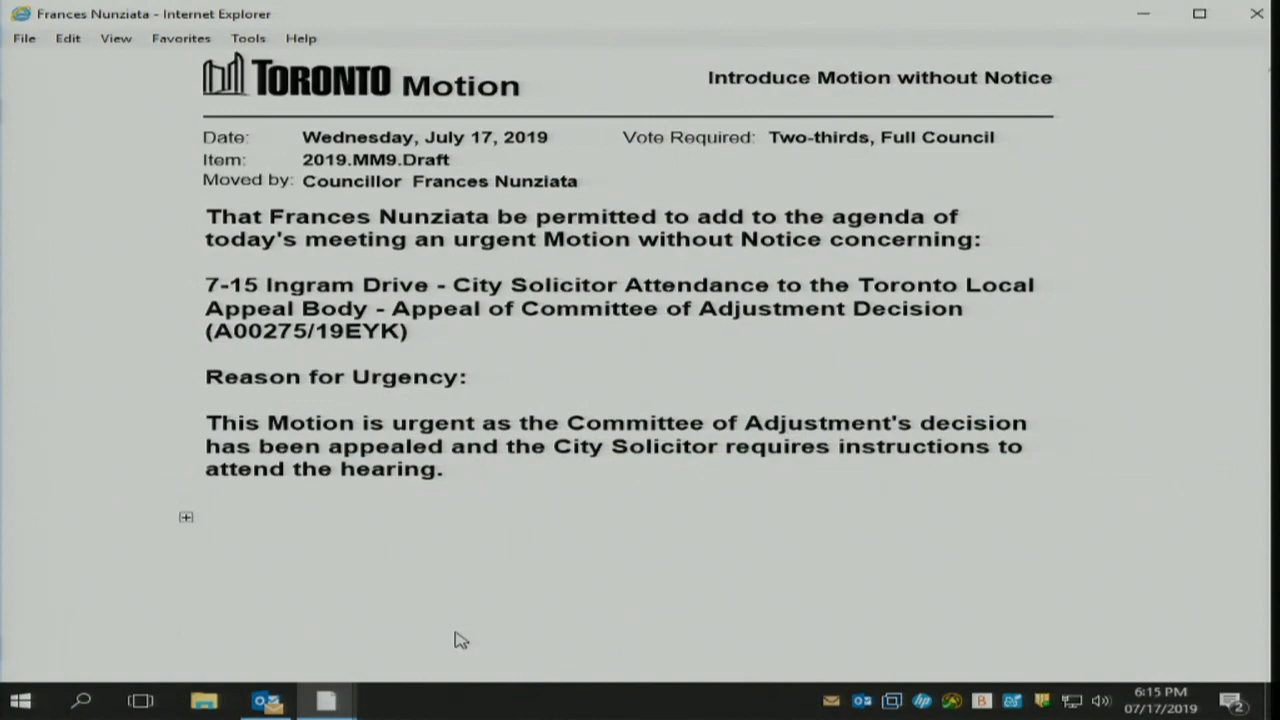 Frances Nunziata - Internet Explorer
File Edit View Favorites Tools Help
TORONTO Motion Introduce Motion without Notice
Date: Wednesday, July 17, 2019 Vote Required: Two-thirds, Full Council
Item: 2019.MM9.Draft
Moved by: Councillor Frances Nunziata
That Frances Nunziata be permitted to add to the agenda of
today's meeting an urgent Motion without Notice concerning:
7-15 Ingram Drive - City Solicitor Attendance to the Toronto Local
Appeal Body - Appeal of Committee of Adjustment Decision
(A00275/19EYK)
Reason for Urgency:
This Motion is urgent as the Committee of Adjustment's decision
has been appealed and the City Solicitor requires instructions to
attend the hearing.
6:15 PM
07/17/2019
2